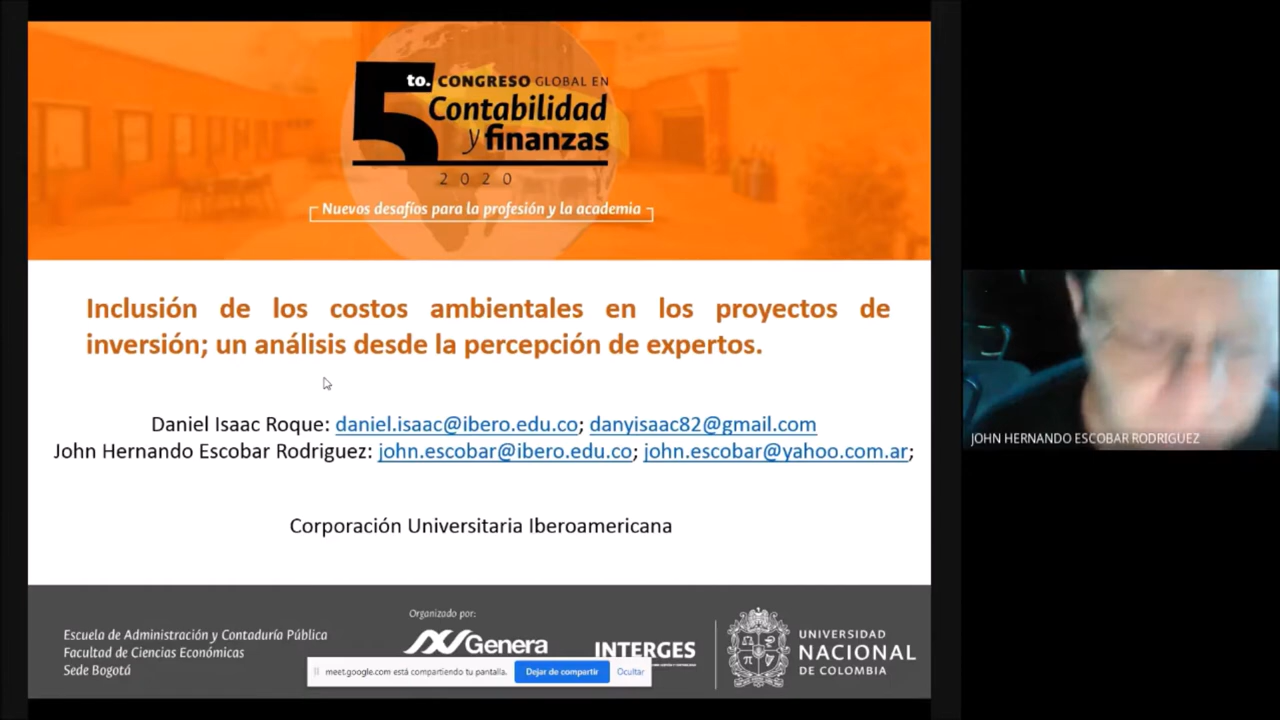 5to. CONGRESO GLOBAL EN
Contabilidad
y finanzas
2020
Nuevos desafíos para la profesión y la academia
Inclusión de los costos ambientales en los proyectos de
inversión; un análisis desde la percepción de expertos.
Daniel Isaac Roque: daniel.isaac@ibero.edu.co; danyisaac82@gmail.com
John Hernando Escobar Rodriguez: john.escobar@ibero.edu.co; john.escobar@yahoo.com.ar;
Corporación Universitaria Iberoamericana
JOHN HERNANDO ESCOBAR RODRIGUEZ
Escuela de Administración y Contaduría Pública
Facultad de Ciencias Económicas
Sede Bogotá
Organizado por:
Genera
INTERGES
UNIVERSIDAD
NACIONAL
DE COLOMBIA
meet.google.com está compartiendo tu pantalla.
Dejar de compartir
Ocultar